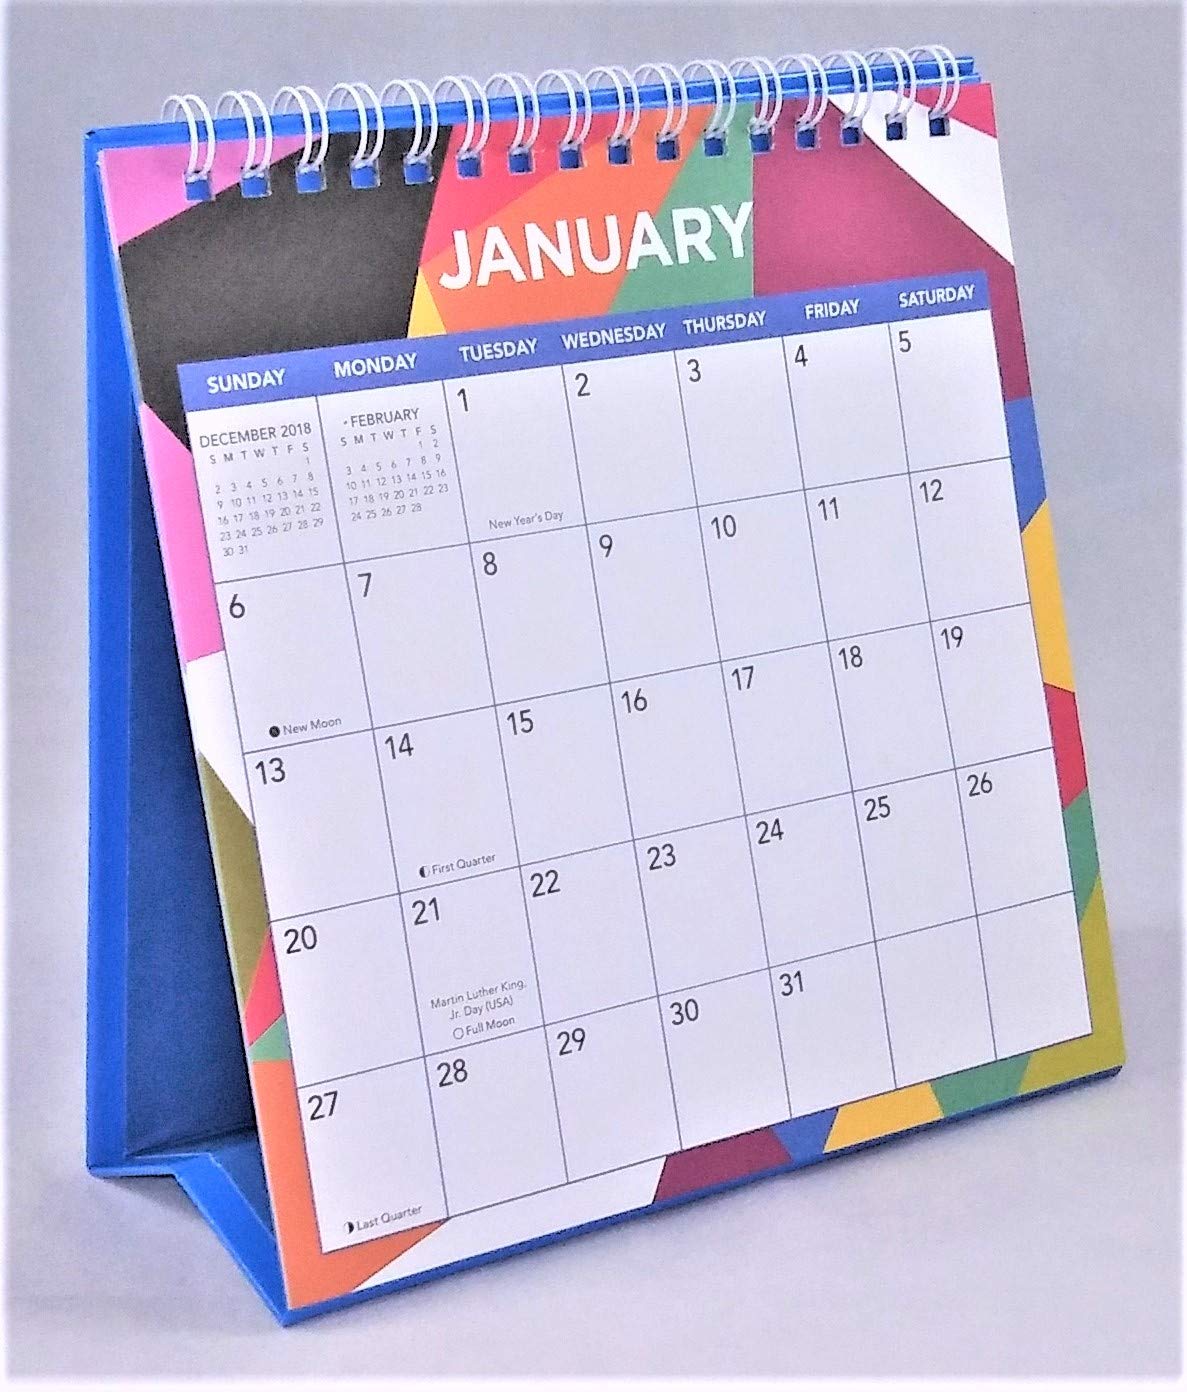 JANUARY
SUNDAY MONDAY TUESDAY WEDNESDAY THURSDAY FRIDAY SATURDAY
DECEMBER 2018
S M T W T F S
1
2 3 4 5 6 7 8
9 10 11 12 13 14 15
16 17 18 19 20 21 22
23 24 25 26 27 28 29
30 31
FEBRUARY
S M T W T F S
1 2
3 4 5 6 7 8 9
10 11 12 13 14 15 16
17 18 19 20 21 22 23
24 25 26 27 28
1 2 3 4 5
New Year's Day
6 7 8 9 10 11 12
New Moon
13 14 15 16 17 18 19
First Quarter
20 21 22 23 24 25 26
Martin Luther King,
Jr. Day (USA)
Full Moon
27 28 29 30 31
Last Quarter